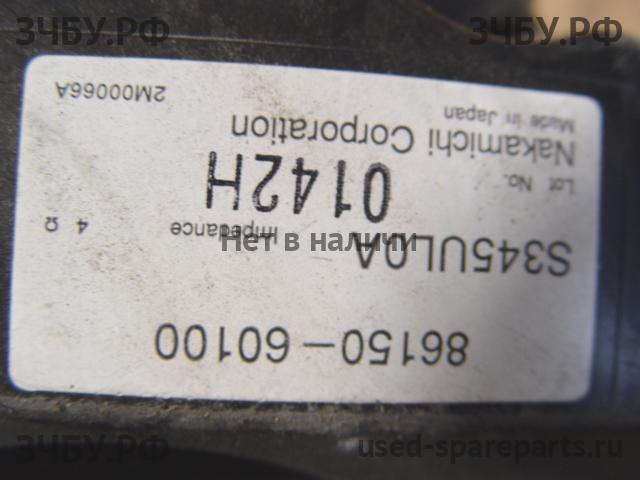 ЗЧБУ.РФ
ЗЧБУ.РФ
86150-60100
S345UL0A
Impedance 4 Ω
Нет в наличии
Lot No. 0142H
Nakamichi Corporation
Made in Japan
2M00066A
ЗЧБУ.РФ
used-spareparts.ru